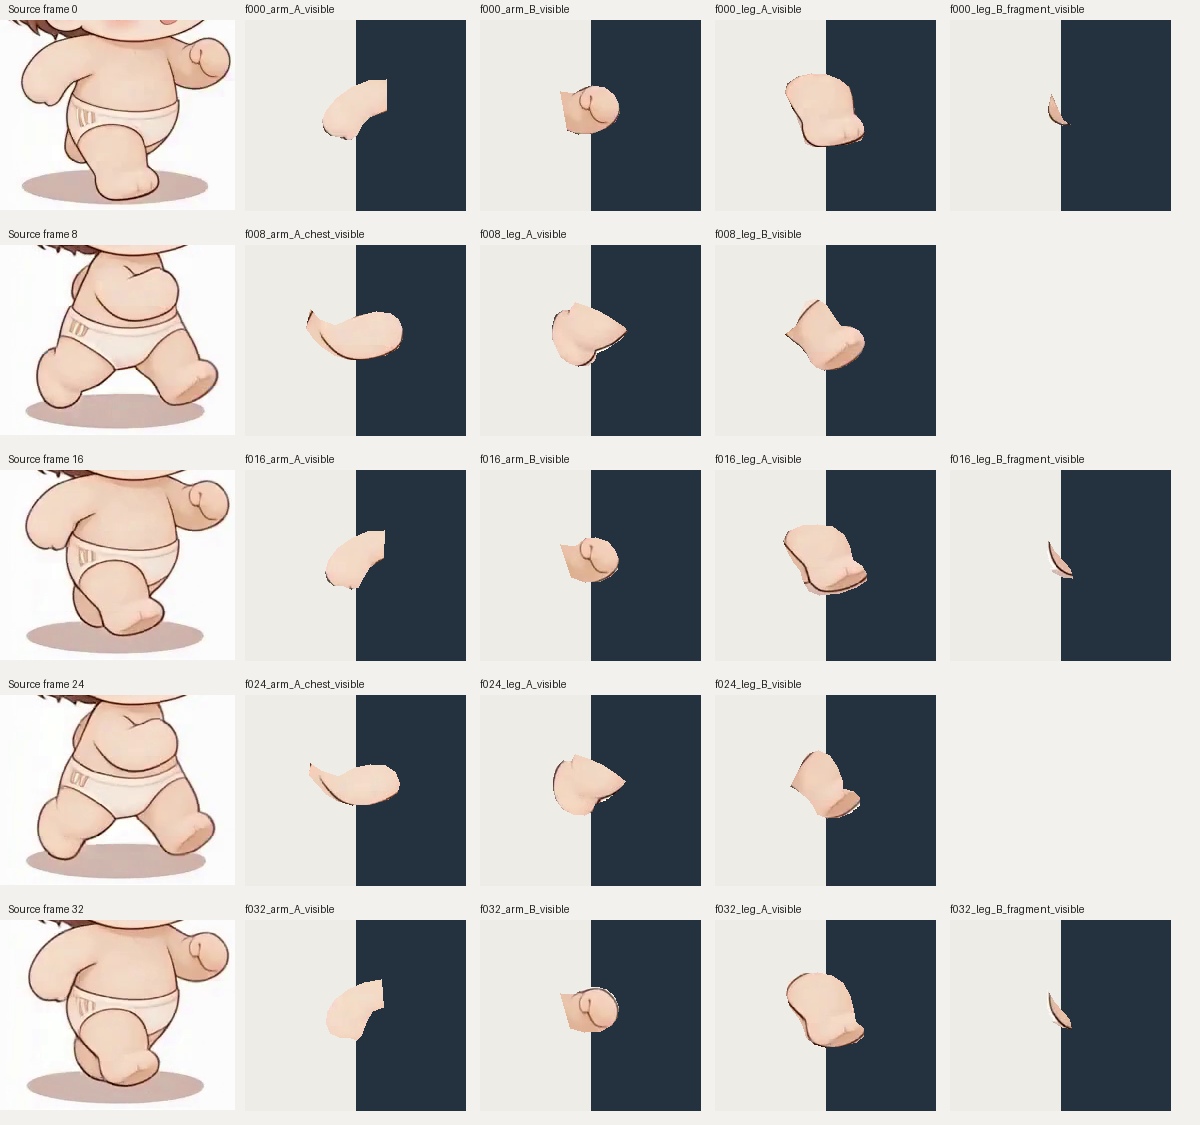 Source frame 0 f000_arm_A_visible f000_arm_B_visible f000_leg_A_visible f000_leg_B_fragment_visible
Source frame 8 f008_arm_A_chest_visible f008_leg_A_visible f008_leg_B_visible
Source frame 16 f016_arm_A_visible f016_arm_B_visible f016_leg_A_visible f016_leg_B_fragment_visible
Source frame 24 f024_arm_A_chest_visible f024_leg_A_visible f024_leg_B_visible
Source frame 32 f032_arm_A_visible f032_arm_B_visible f032_leg_A_visible f032_leg_B_fragment_visible